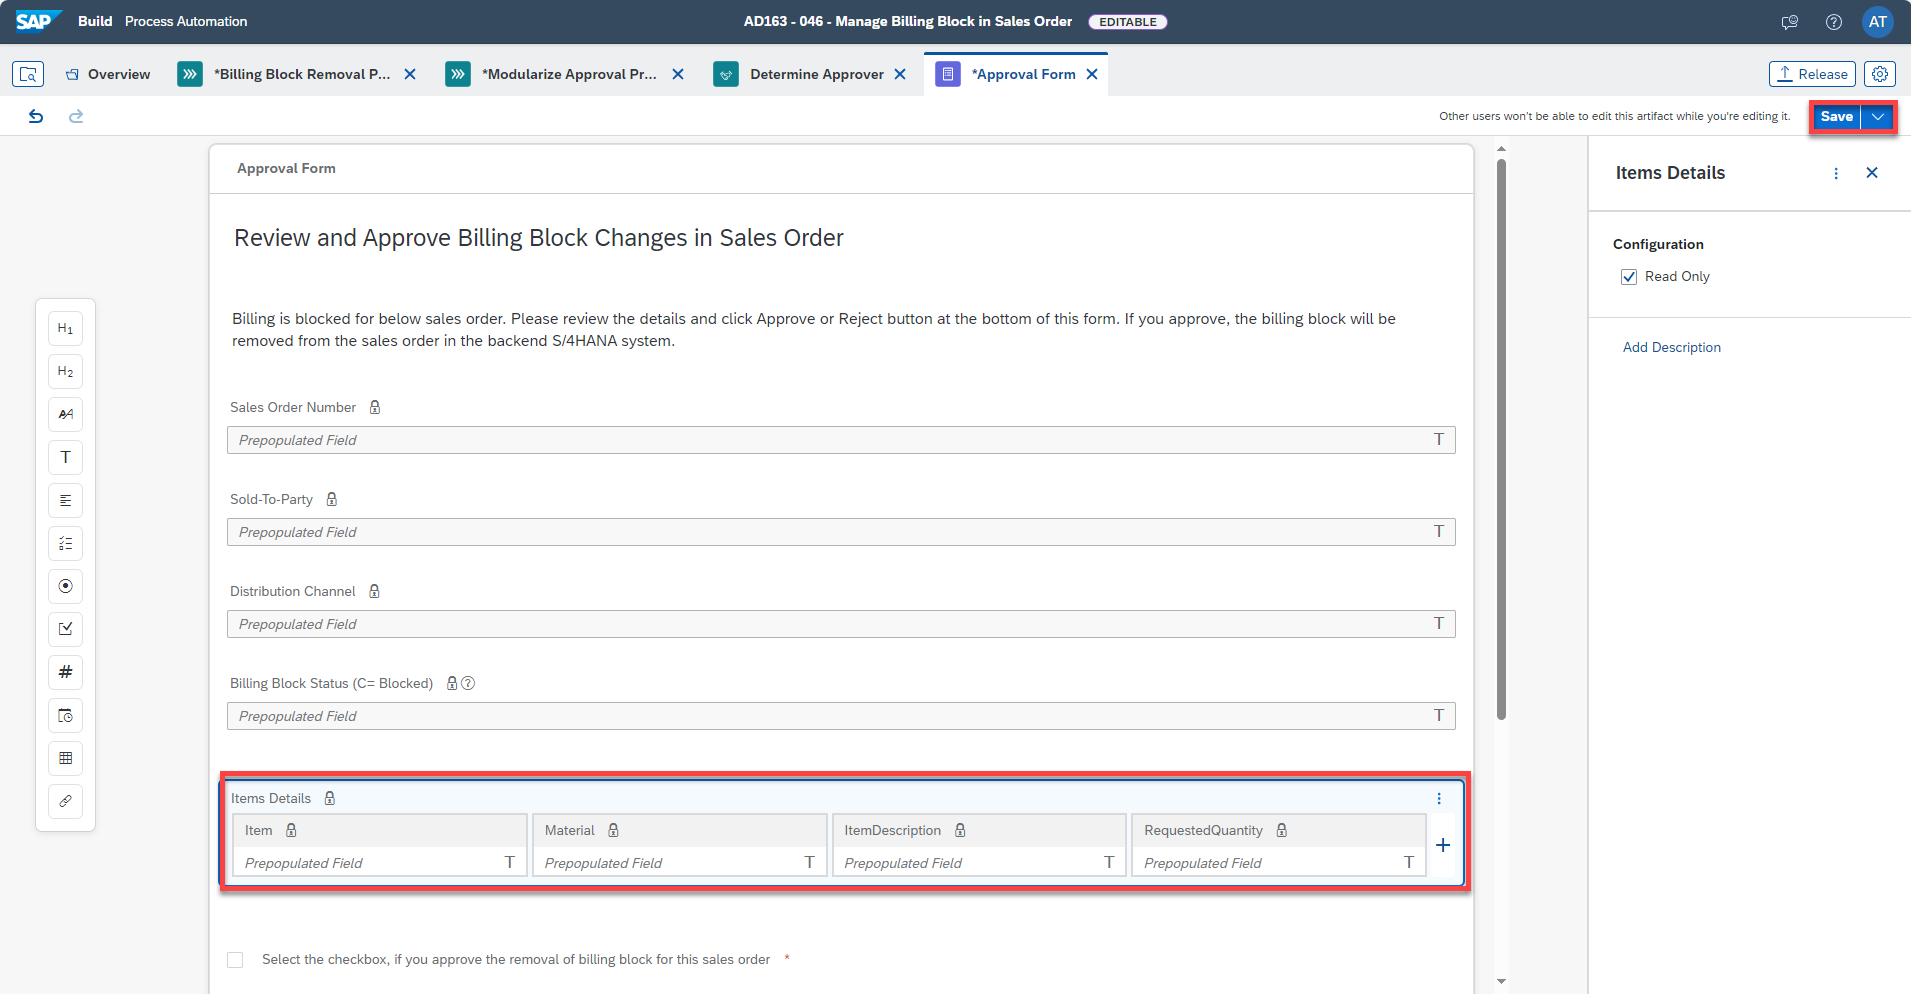 SAP Build Process Automation
AD163 - 046 - Manage Billing Block in Sales Order EDITABLE
AT
Overview
*Billing Block Removal P...
*Modularize Approval Pr...
Determine Approver
*Approval Form
Release
Other users won't be able to edit this artifact while you're editing it.
Save
Approval Form
Items Details
Review and Approve Billing Block Changes in Sales Order
Configuration
Read Only
Add Description
Billing is blocked for below sales order. Please review the details and click Approve or Reject button at the bottom of this form. If you approve, the billing block will be
removed from the sales order in the backend S/4HANA system.
H1
H2
T
#
Sales Order Number
Prepopulated Field T
Sold-To-Party
Prepopulated Field T
Distribution Channel
Prepopulated Field T
Billing Block Status (C= Blocked)
Prepopulated Field T
Items Details
Item Material ItemDescription RequestedQuantity
Prepopulated Field T Prepopulated Field T Prepopulated Field T Prepopulated Field T
Select the checkbox, if you approve the removal of billing block for this sales order *